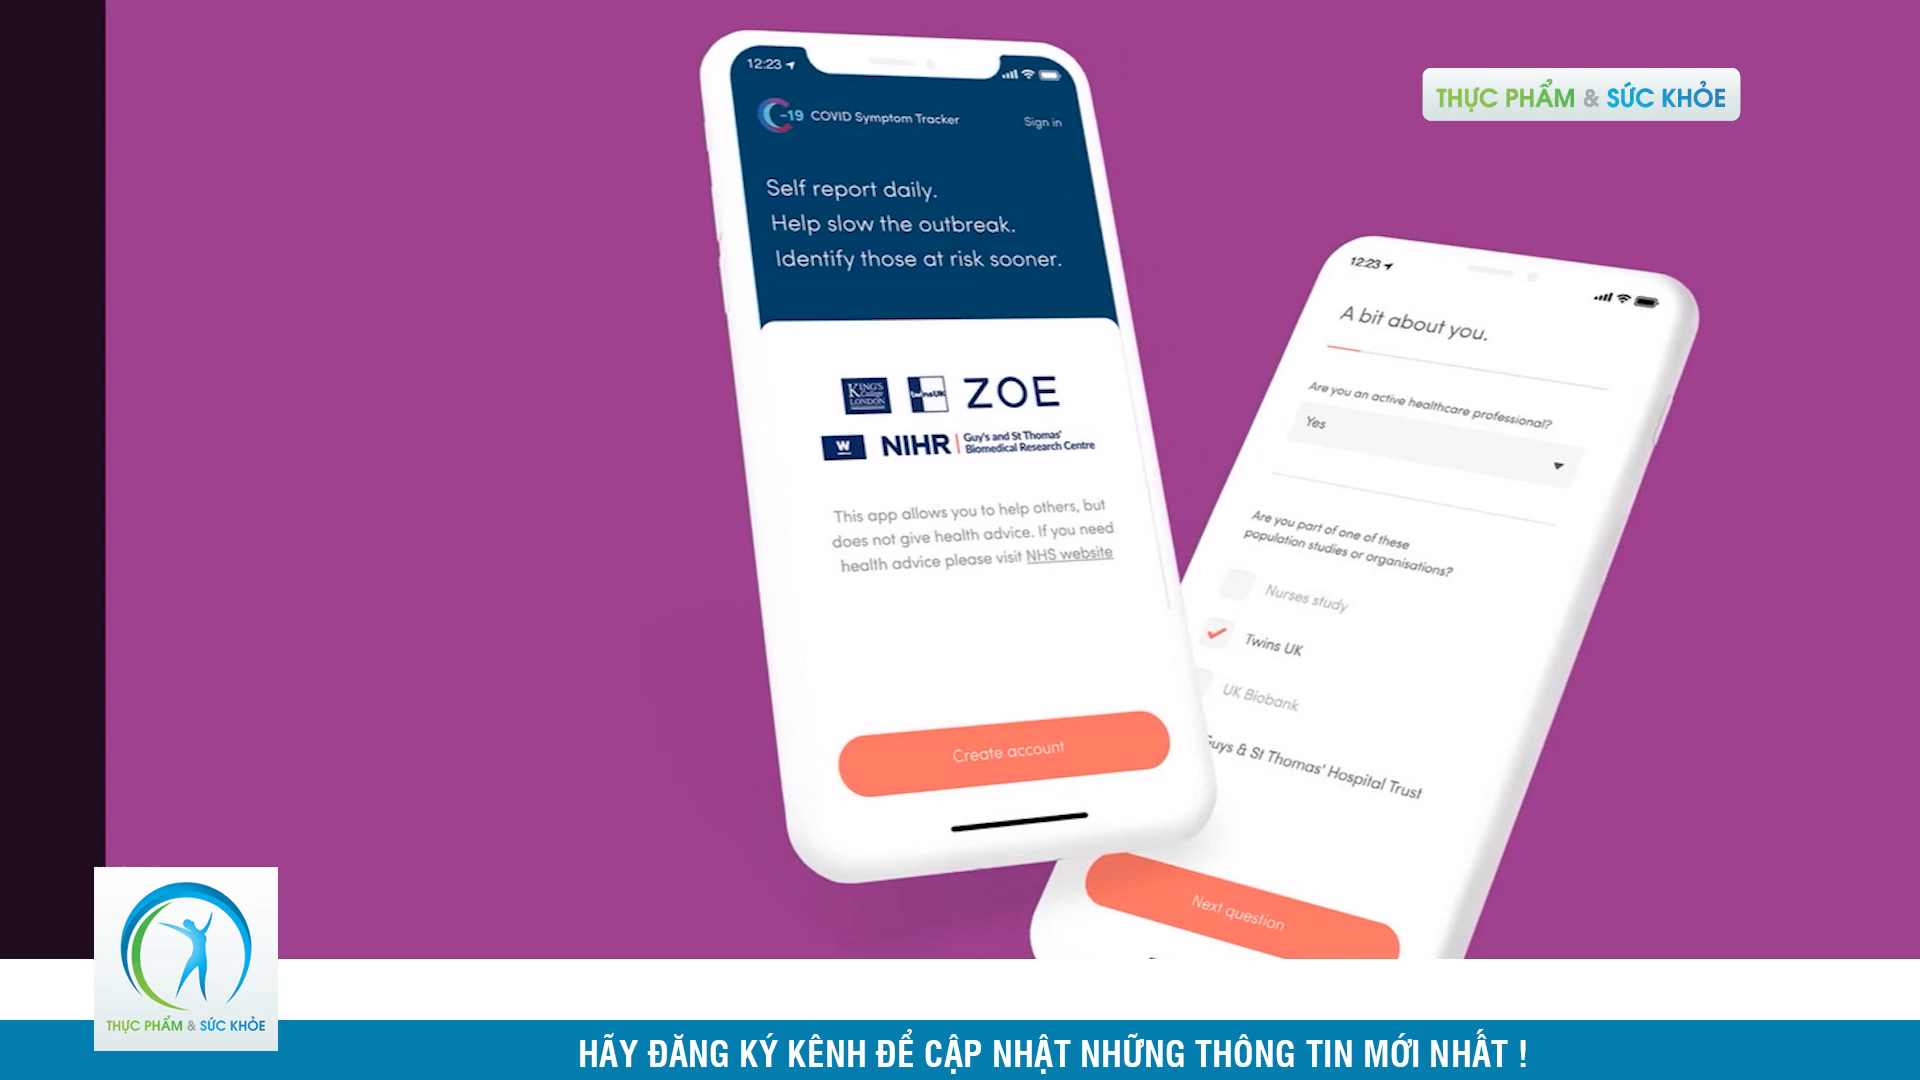 12:23
C-19 COVID Symptom Tracker
Sign in
Self report daily.
Help slow the outbreak.
Identify those at risk sooner.
KING'S
College
LONDON
twinsUK
ZOE
W
NIHR | Guy's and St Thomas'
Biomedical Research Centre
This app allows you to help others, but
does not give health advice. If you need
health advice please visit NHS website
Create account
THỰC PHẨM & SỨC KHỎE
12:23
A bit about you.
Are you an active healthcare professional?
Yes
Are you part of one of these
population studies or organisations?
Nurses study
Twins UK
UK Biobank
Guys & St Thomas' Hospital Trust
Next question
THỰC PHẨM & SỨC KHỎE
HÃY ĐĂNG KÝ KÊNH ĐỂ CẬP NHẬT NHỮNG THÔNG TIN MỚI NHẤT !